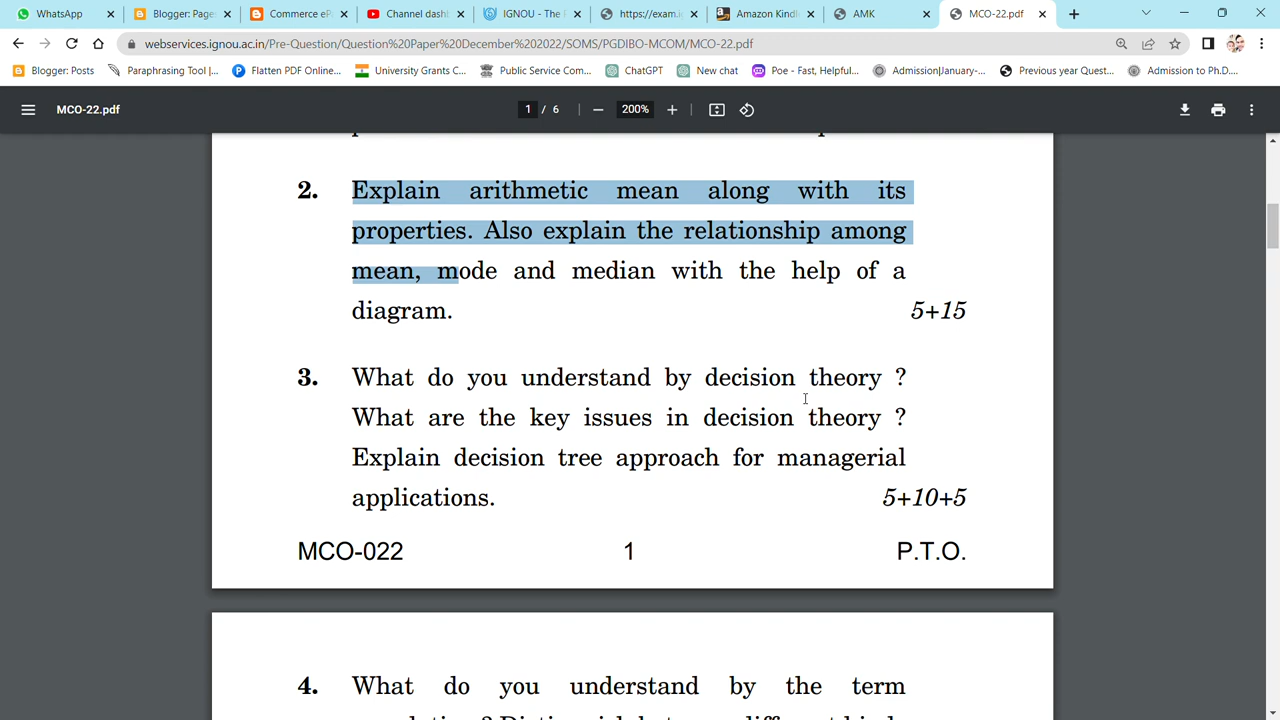 WhatsApp
Blogger: Page
Commerce eP
Channel dash
IGNOU - The F
https://exam.i
Amazon Kindl
AMK
MCO-22.pdf
webservices.ignou.ac.in/Pre-Question/Question%20Paper%20December%202022/SOMS/PGDIBO-MCOM/MCO-22.pdf
Blogger: Posts
Paraphrasing Tool |...
Flatten PDF Online...
University Grants C...
Public Service Com...
ChatGPT
New chat
Poe - Fast, Helpful...
Admission|January-...
Previous year Quest...
Admission to Ph.D....
MCO-22.pdf
1 / 6
200%
2. Explain arithmetic mean along with its
properties. Also explain the relationship among
mean, mode and median with the help of a
diagram. 5+15
3. What do you understand by decision theory ?
What are the key issues in decision theory ?
Explain decision tree approach for managerial
applications. 5+10+5
MCO-022 1 P.T.O.
4. What do you understand by the term